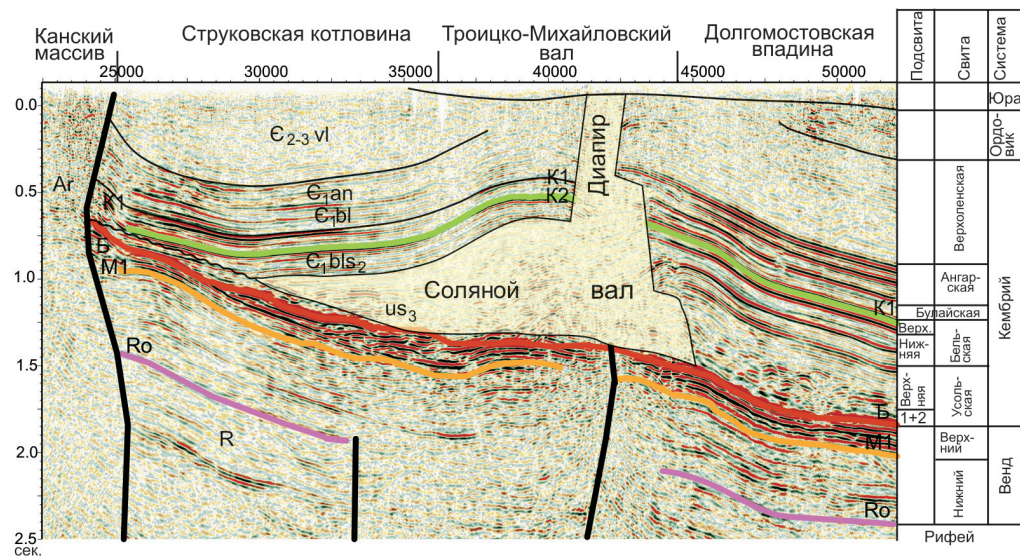 Канский
массив
Струковская котловина
Троицко-Михайловский
вал
Долгомостовская
впадина
Подсвита
Свита
Система
25000
30000
35000
40000
45000
50000
0.0
0.5
1.0
1.5
2.0
2.5
сек.
Є2-3 vl
Ar
Є1an
К1
К1
Є1bl
К2
Диапир
Б
М1
Є1bls2
Соляной
вал
us3
К1
Ro
R
Б
М1
Ro
Юра
Ордо-
вик
Верхоленская
Ангар-
ская
Кембрий
Булайская
Верх.
Ниж-
няя
Бель-
ская
Верх-
няя
1+2
Усоль-
ская
Верх-
ний
Нижний
Венд
Рифей